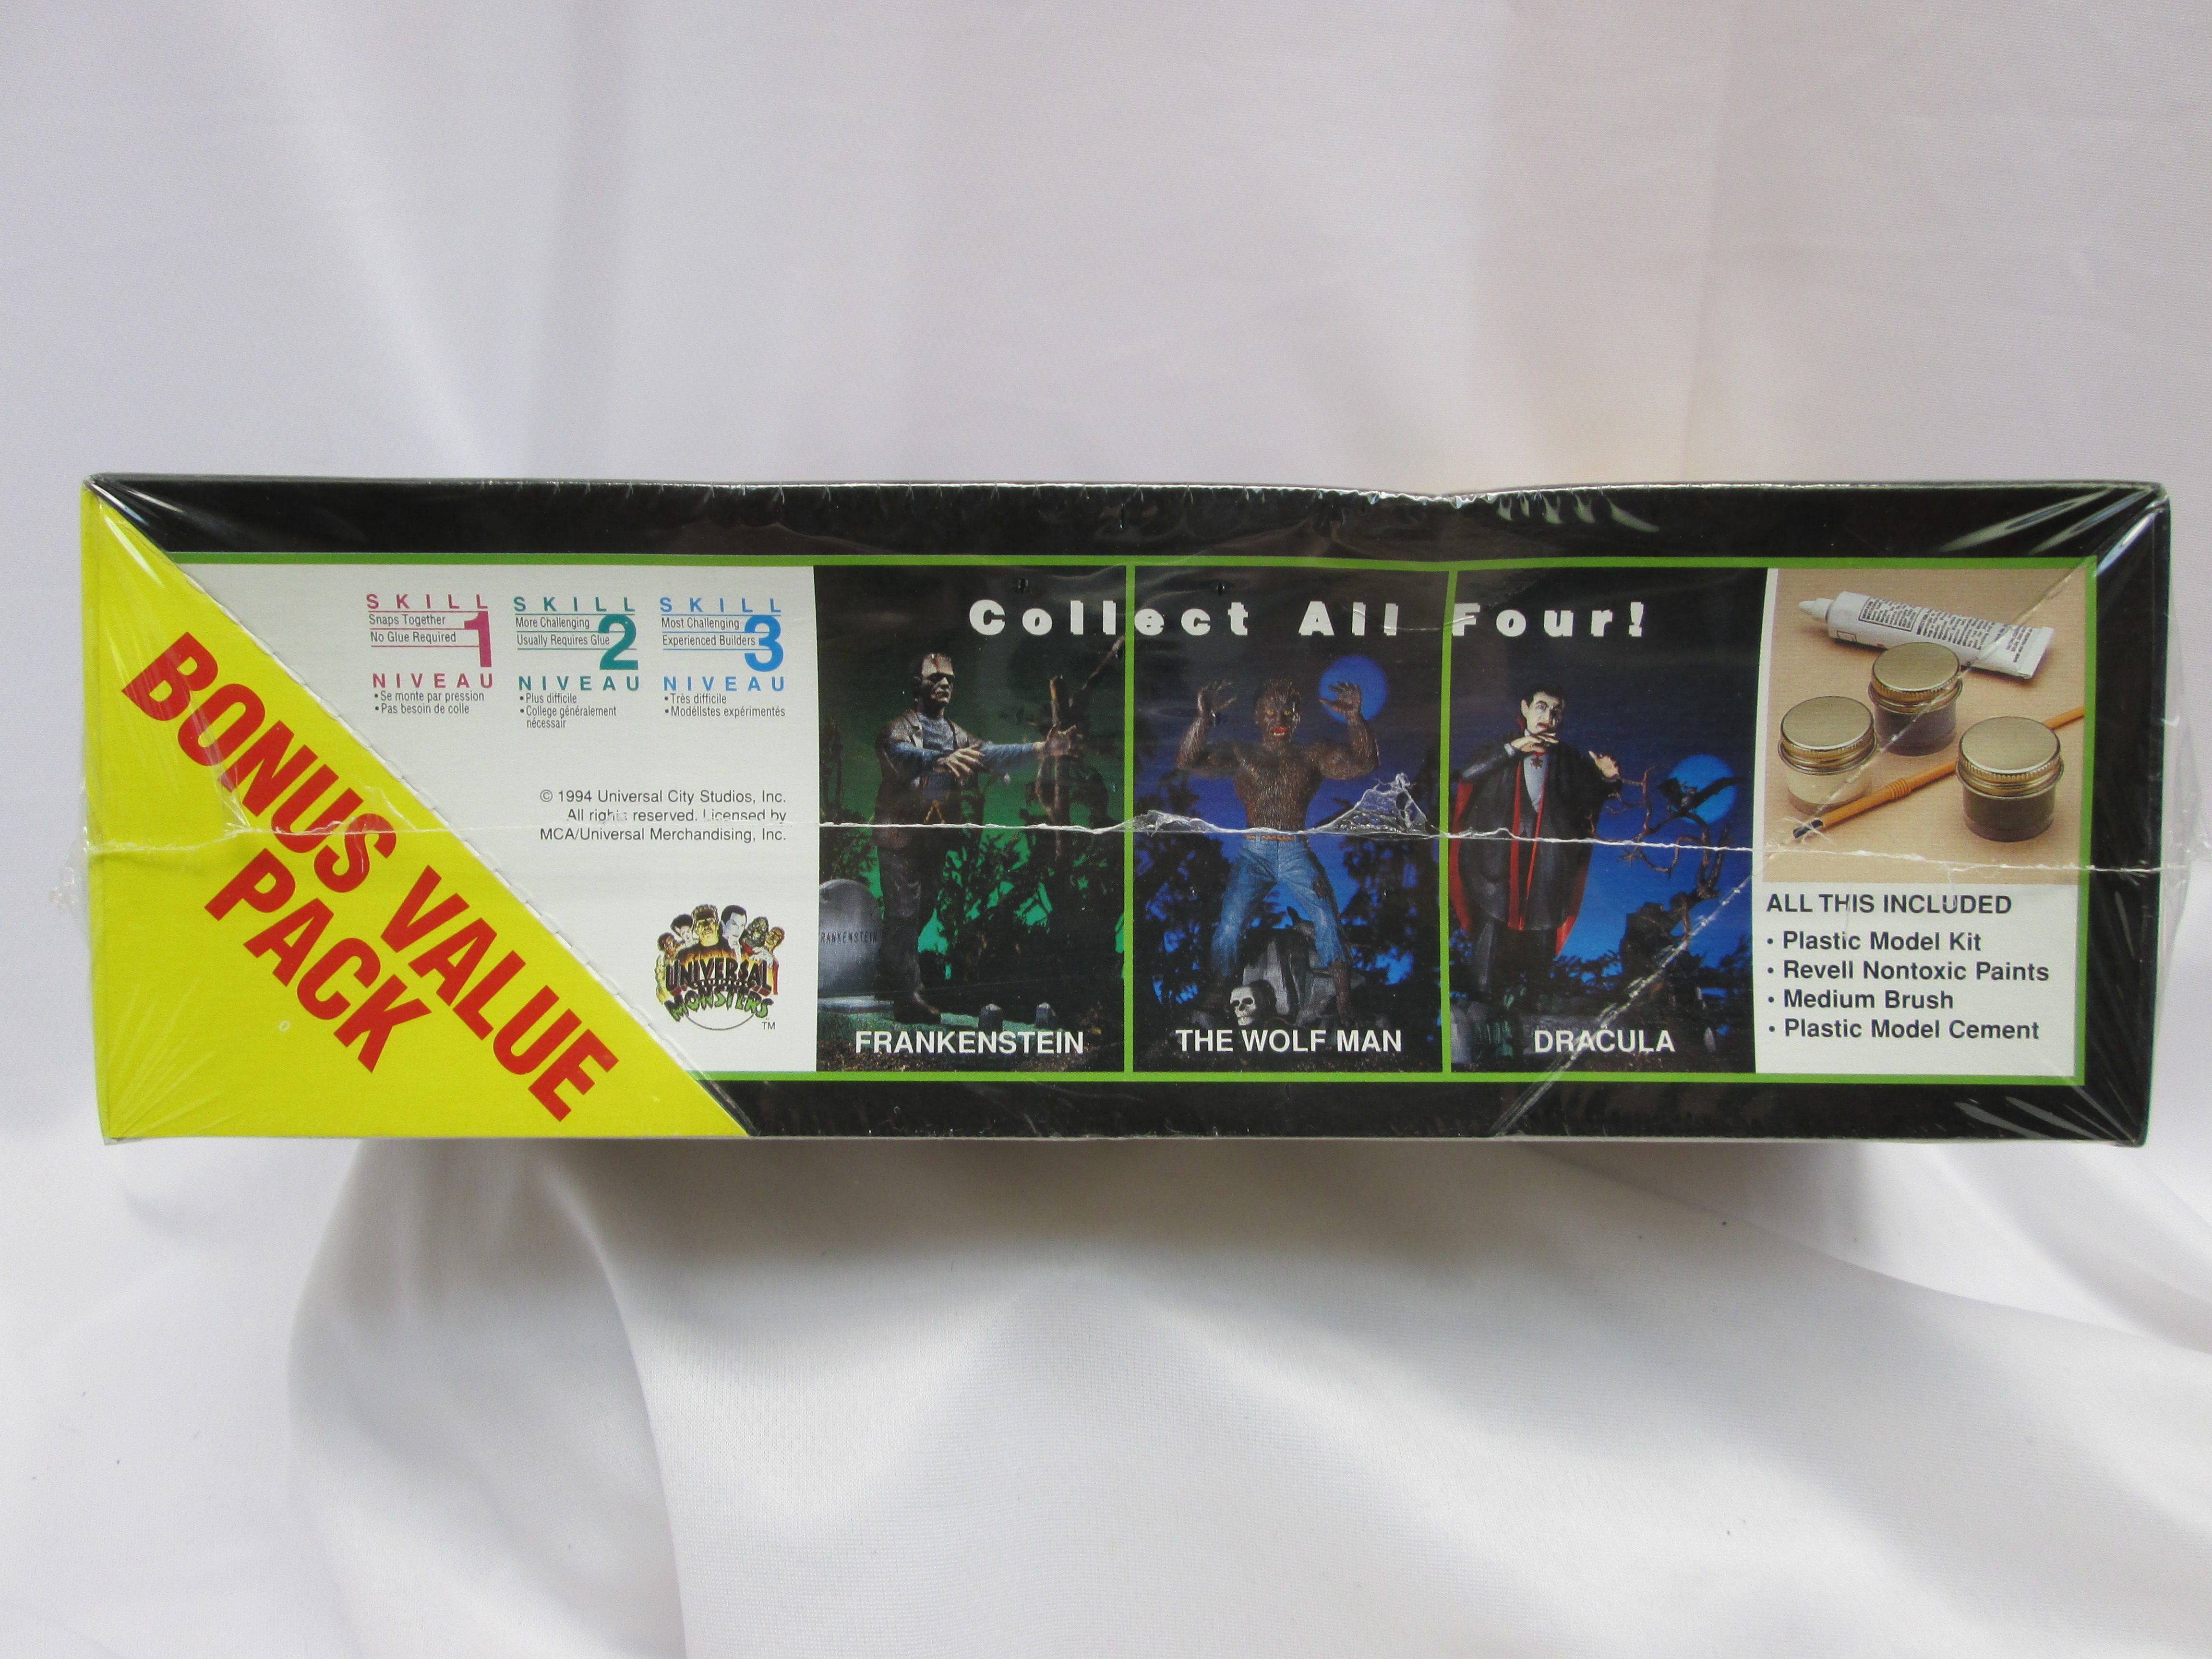 BONUS VALUE
PACK
SKILL 1
Snaps Together
No Glue Required
NIVEAU
• Se monte par pression
• Pas besoin de colle
SKILL 2
More Challenging
Usually Requires Glue
NIVEAU
• Plus difficile
• College généralement
nécessair
SKILL 3
Most Challenging
Experienced Builders
NIVEAU
• Très difficile
• Modélistes expérimentés
© 1994 Universal City Studios, Inc.
All rights reserved. Licensed by
MCA/Universal Merchandising, Inc.
UNIVERSAL
MONSTERS
TM
Collect All Four!
FRANKENSTEIN
FRANKENSTEIN
THE WOLF MAN
DRACULA
ALL THIS INCLUDED
• Plastic Model Kit
• Revell Nontoxic Paints
• Medium Brush
• Plastic Model Cement